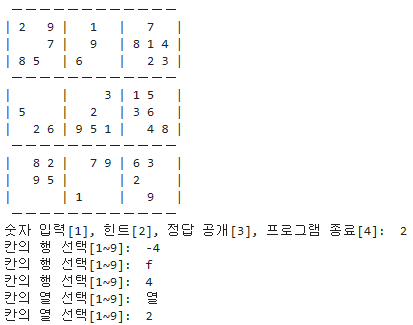 — — — — — — — — — — — —
| 2   9 |   1   |   7   |
|     7 |   9   | 8 1 4 |
| 8 5   | 6     |   2 3 |
— — — — — — — — — — — —
|       |     3 | 1 5   |
| 5     |   2   | 3 6   |
|   2 6 | 9 5 1 |   4 8 |
— — — — — — — — — — — —
|   8 2 |   7 9 | 6 3   |
|   9 5 |       | 2     |
|       | 1     |   9   |
— — — — — — — — — — — —
숫자 입력[1], 힌트[2], 정답 공개[3], 프로그램 종료[4]:  2
칸의 행 선택[1~9]:  -4
칸의 행 선택[1~9]:  f
칸의 행 선택[1~9]:  4
칸의 열 선택[1~9]:  열
칸의 열 선택[1~9]:  2